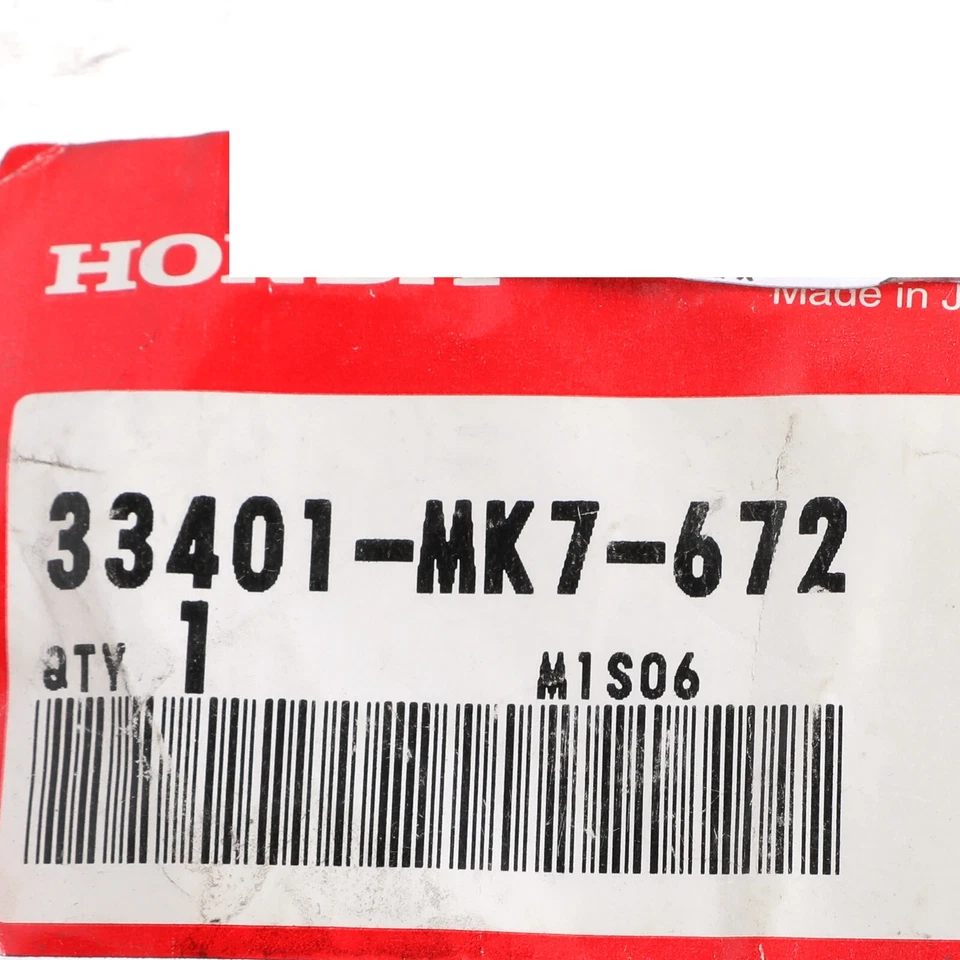 HONDA
Made in J
33401-MK7-672
QTY 1 M1S06